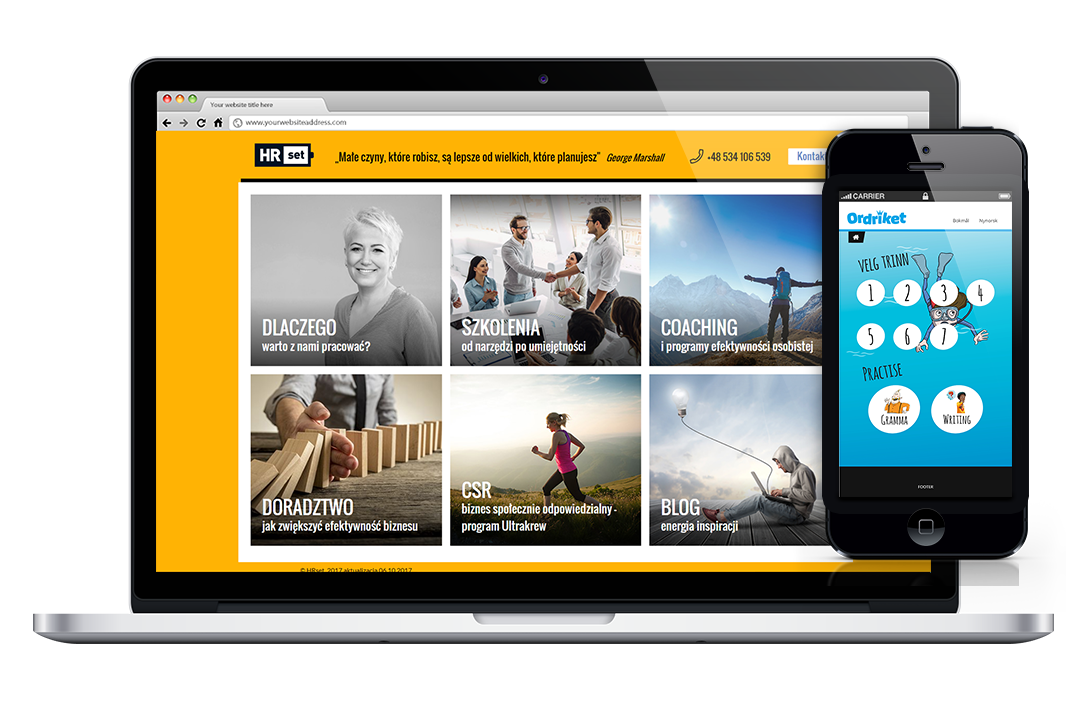 Your website title here
www.yourwebsiteaddress.com
HR set
„Małe czyny, które robisz, są lepsze od wielkich, które planujesz" George Marshall
+48 534 106 539
Kontak
DLACZEGO
warto z nami pracować?
SZKOLENIA
od narzędzi po umiejętności
COACHING
i programy efektywności osobistej
DORADZTWO
jak zwiększyć efektywność biznesu
CSR
biznes społecznie odpowiedzialny -
program Ultrakrew
BLOG
energia inspiracji
© HRset, 2017 aktualizacja 06.10.2017
CARRIER
Ordriket
Bokmål Nynorsk
VELG TRINN
1 2 3 4
5 6 7
PRACTISE
GRAMMA
WRITING
FOOTER